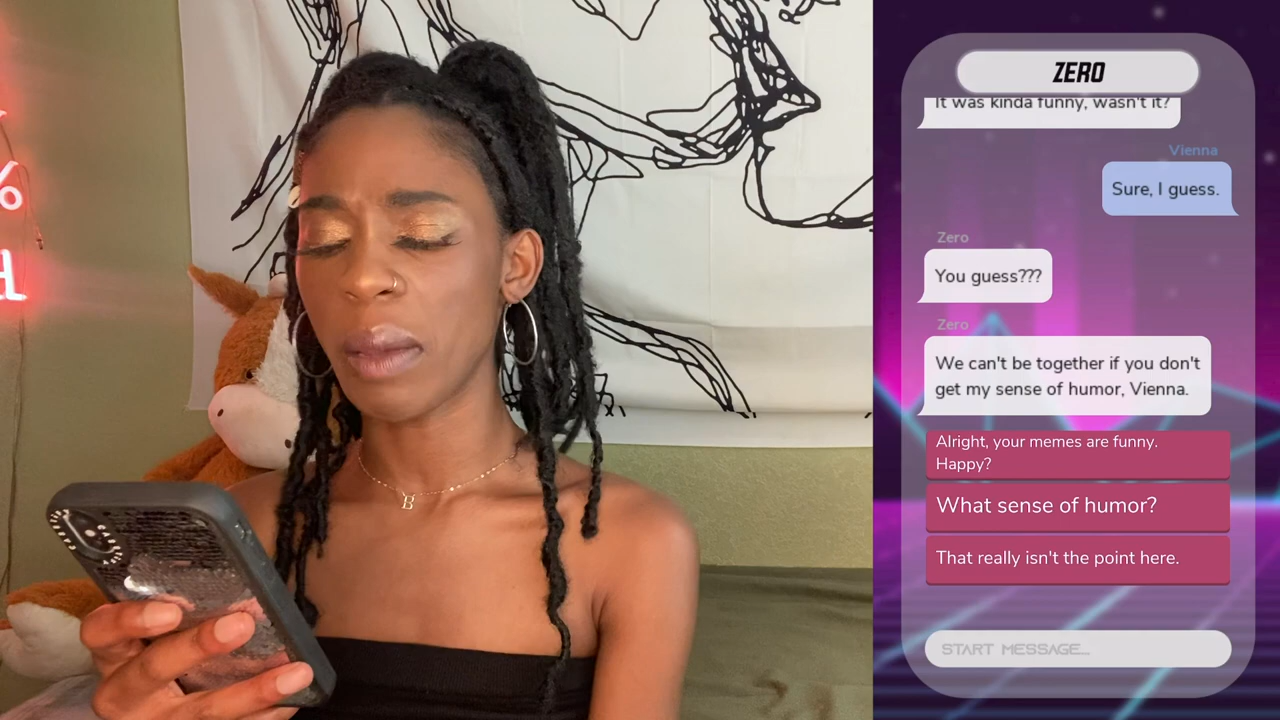 %
B
CASETIFY
ZERO
It was kinda funny, wasn't it?
Vienna
Sure, I guess.
Zero
You guess???
Zero
We can't be together if you don't
get my sense of humor, Vienna.
Alright, your memes are funny.
Happy?
What sense of humor?
That really isn't the point here.
START MESSAGE...